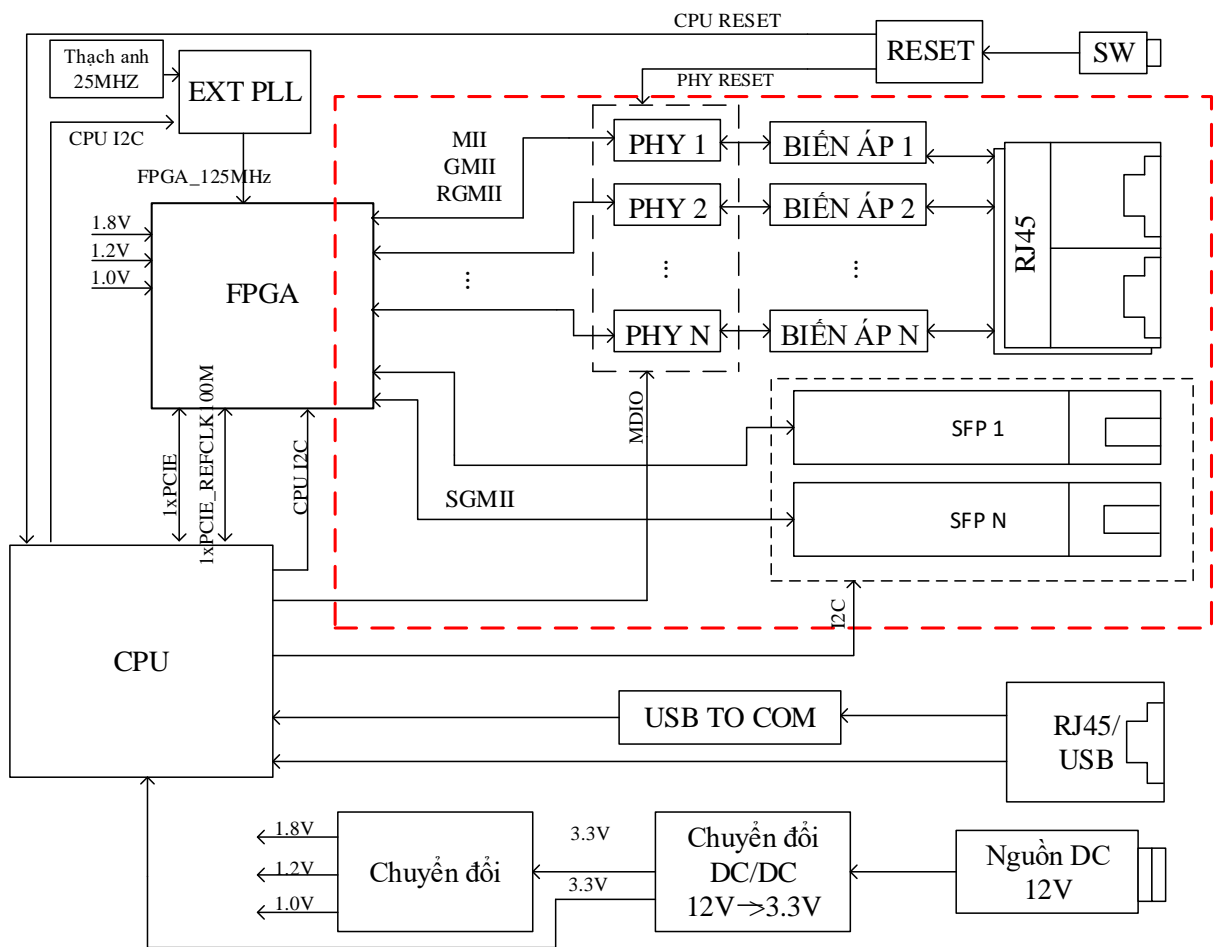 CPU RESET
RESET
SW
Thạch anh
25MHZ
EXT PLL
PHY RESET
CPU I2C
MII
GMII
RGMII
PHY 1
BIẾN ÁP 1
FPGA_125MHz
PHY 2
BIẾN ÁP 2
RJ45
1.8V
1.2V
1.0V
FPGA
...
...
...
PHY N
BIẾN ÁP N
1xPCIE
1xPCIE_REFCLK100M
CPU I2C
MDIO
SFP 1
SGMII
SFP N
I2C
CPU
USB TO COM
RJ45/
USB
1.8V
1.2V
1.0V
Chuyển đổi
3.3V
3.3V
Chuyển đổi
DC/DC
12V→3.3V
Nguồn DC
12V